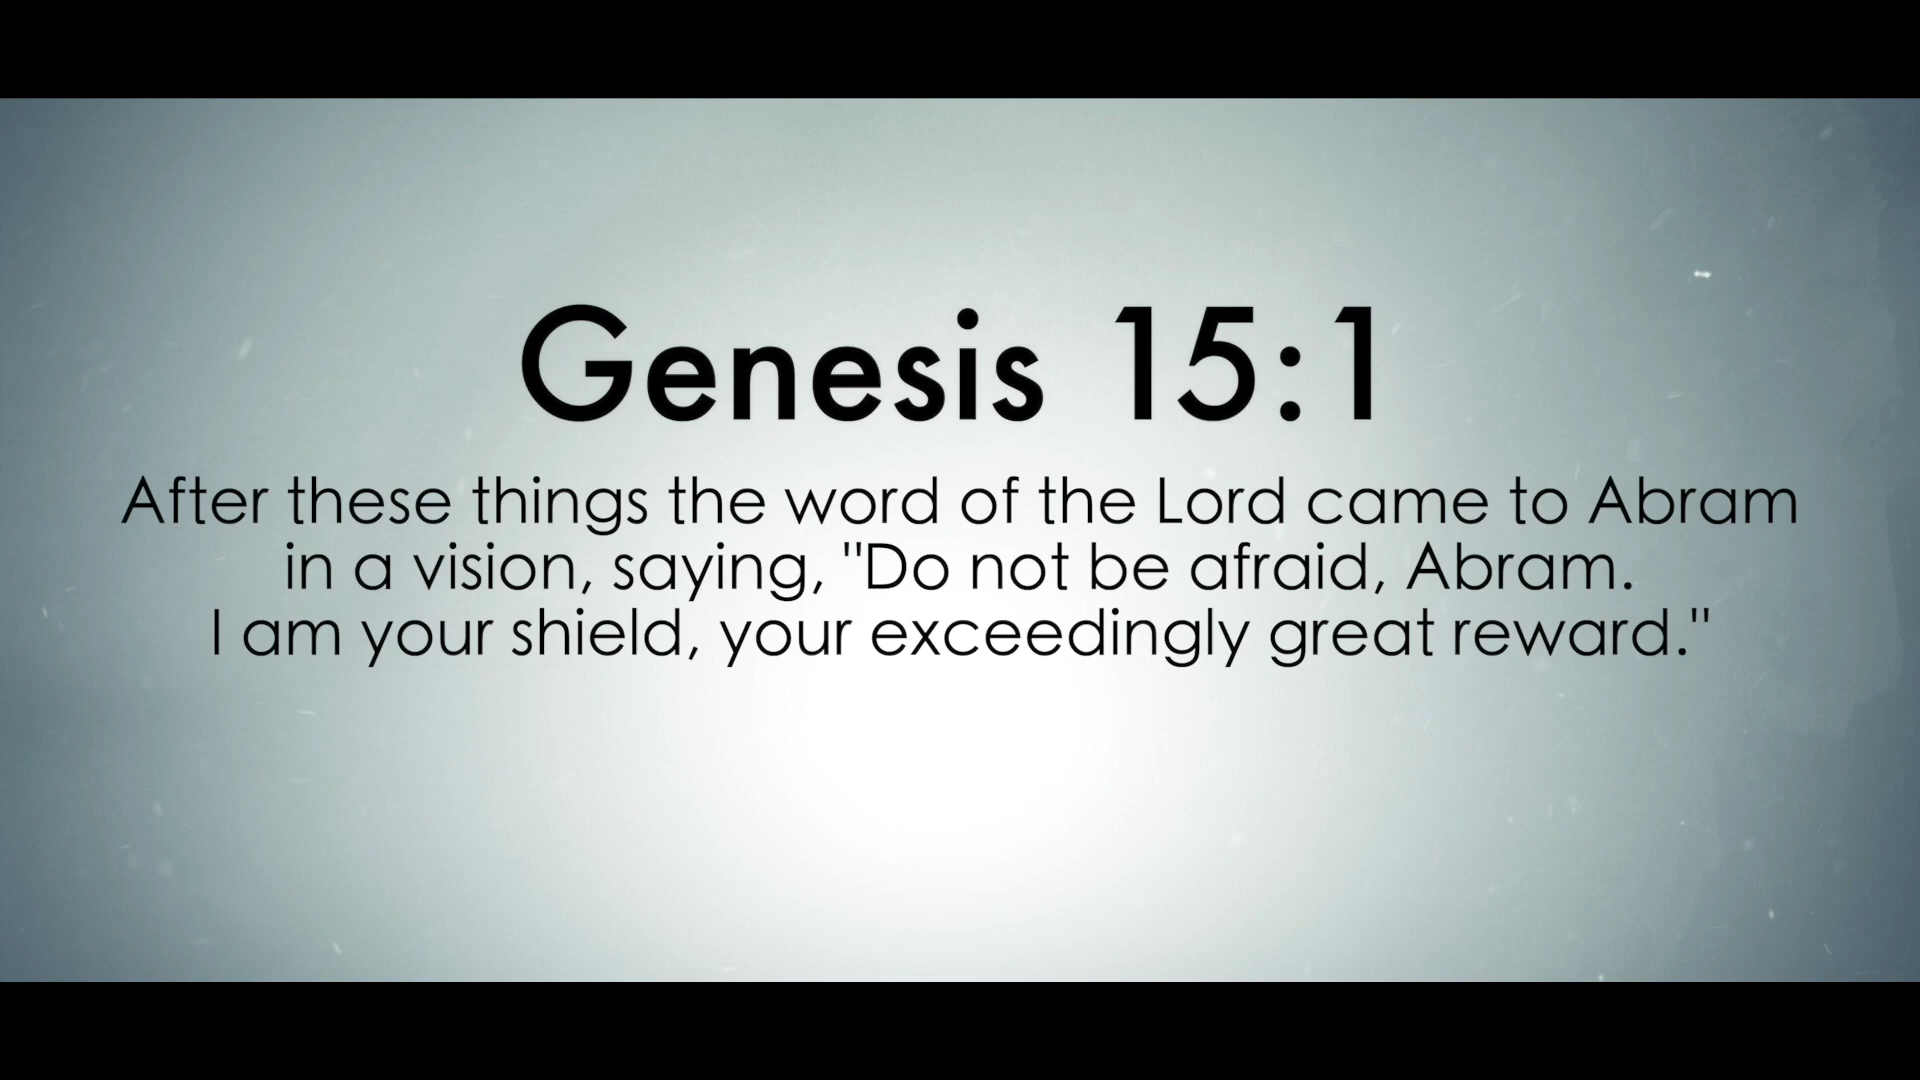 Genesis 15:1
After these things the word of the Lord came to Abram
in a vision, saying, "Do not be afraid, Abram.
I am your shield, your exceedingly great reward."